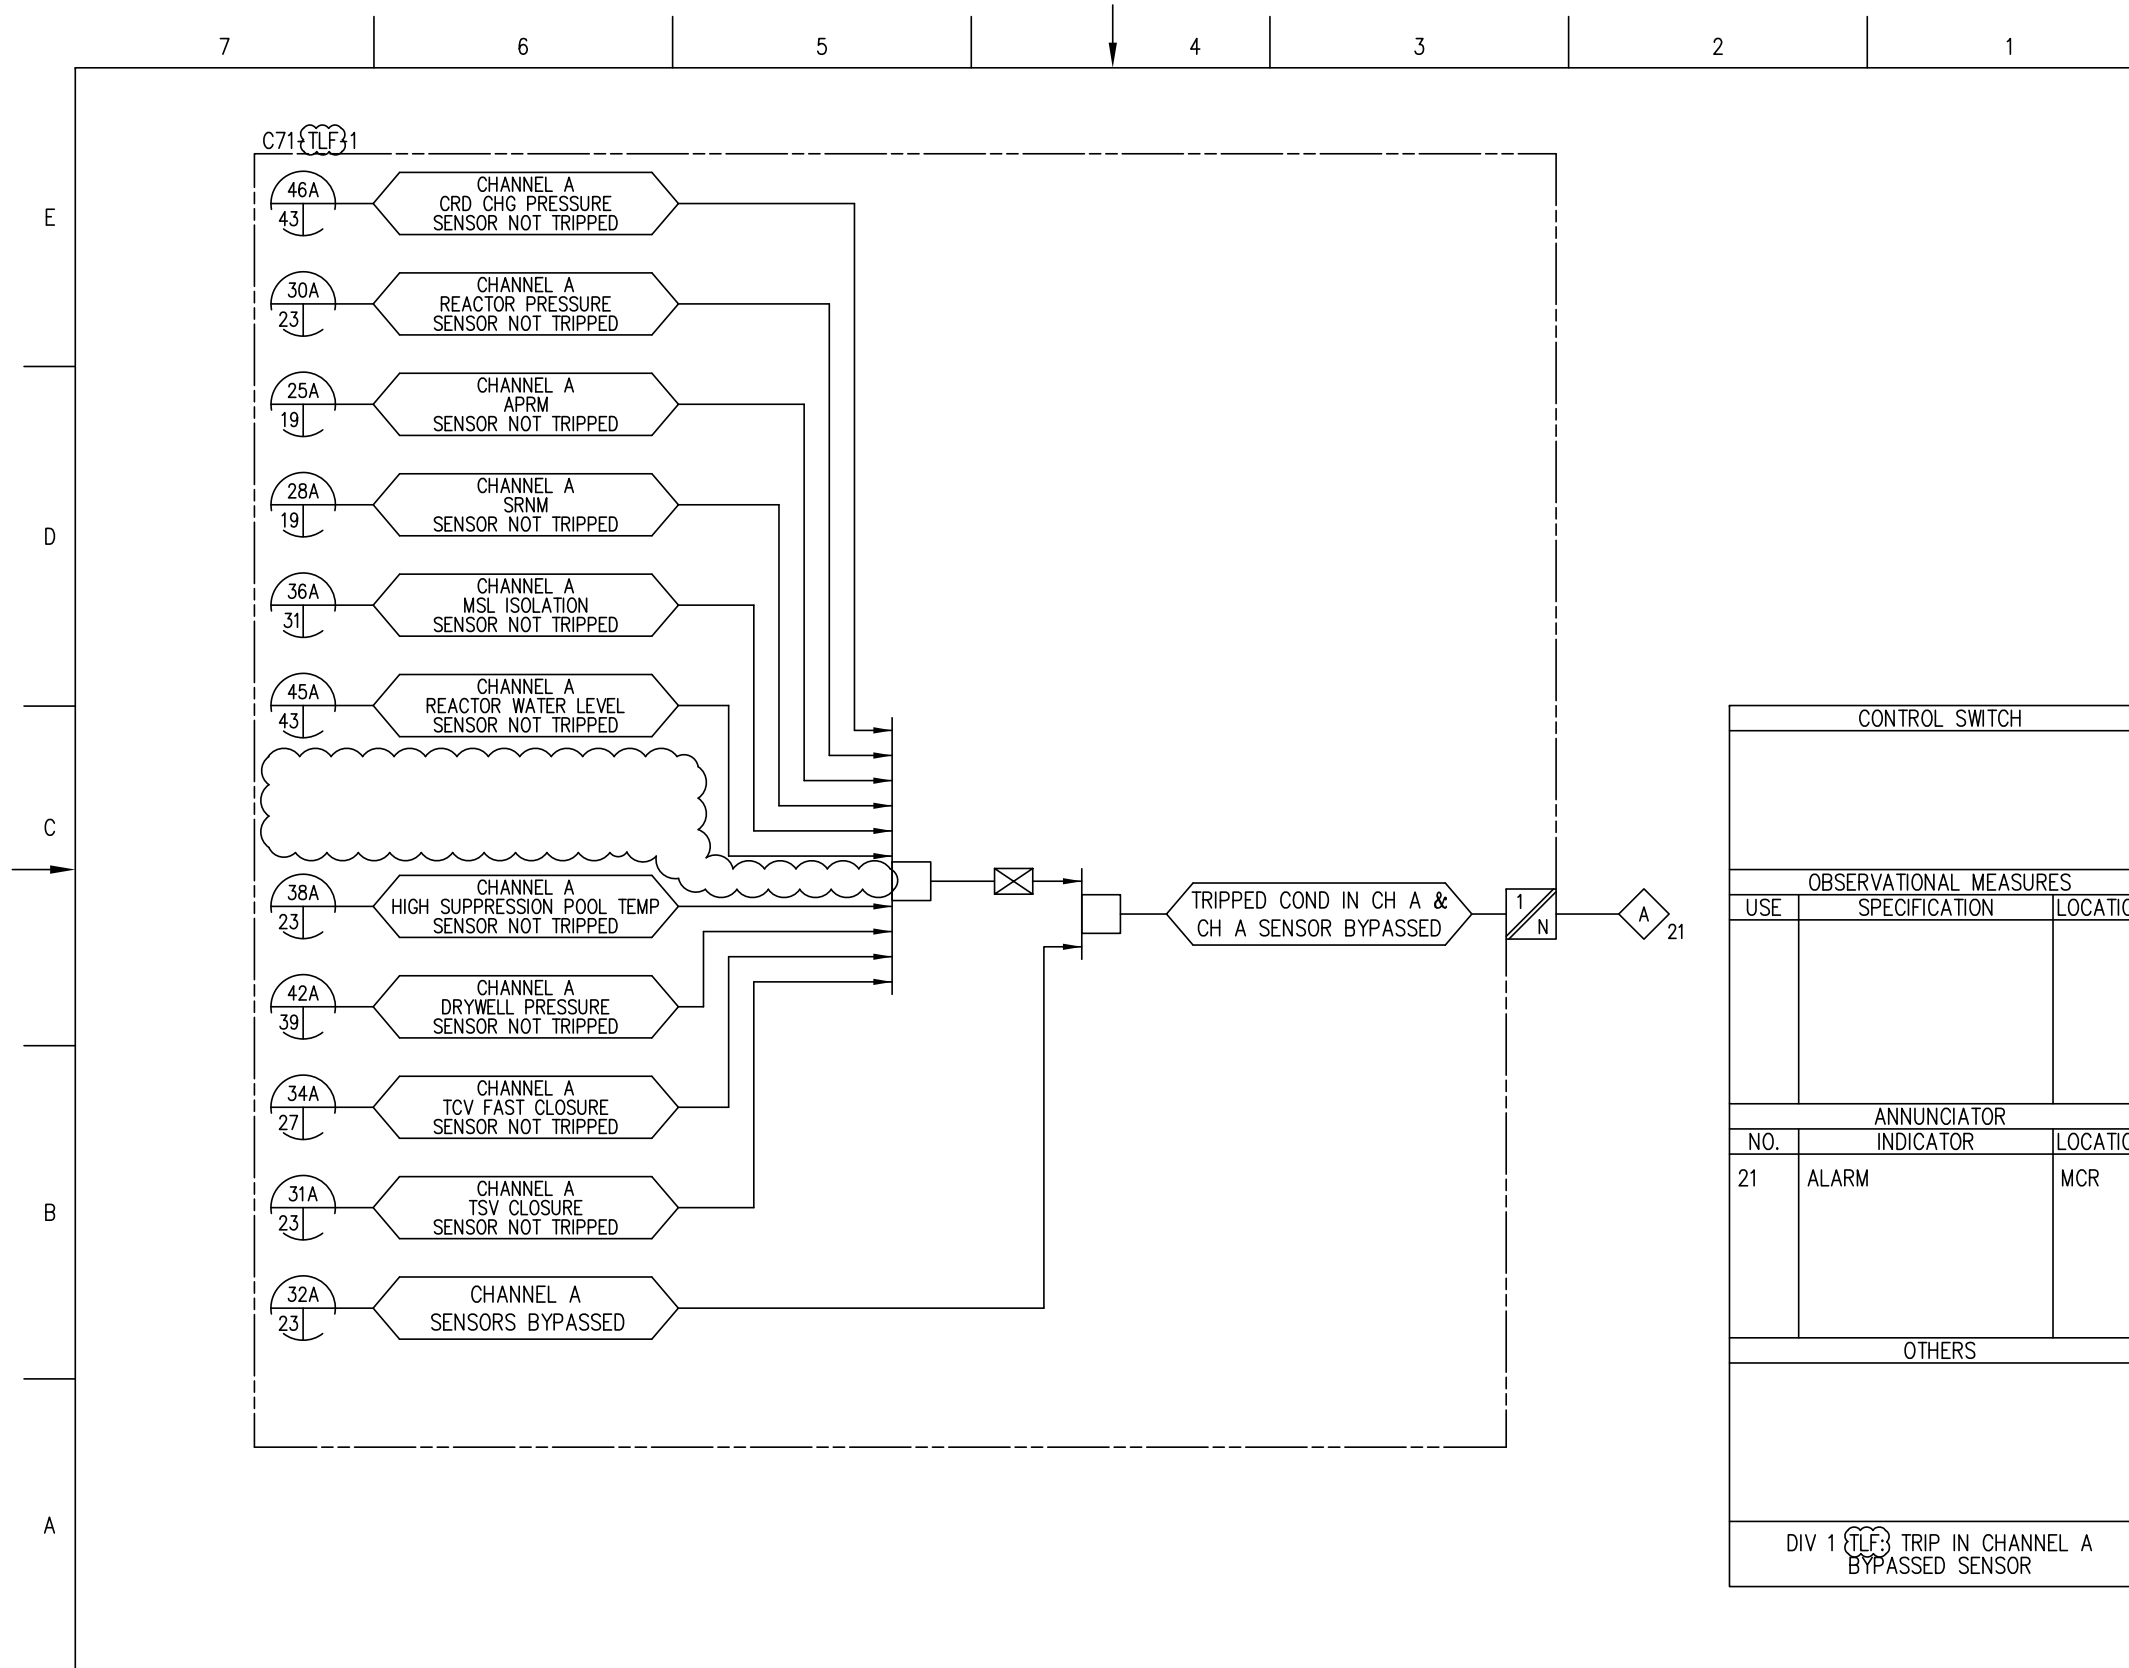 7 6 5 4 3 2 1
C71-TLF-1
E
46A
43
CHANNEL A
CRD CHG PRESSURE
SENSOR NOT TRIPPED
30A
23
CHANNEL A
REACTOR PRESSURE
SENSOR NOT TRIPPED
25A
19
CHANNEL A
APRM
SENSOR NOT TRIPPED
D
28A
19
CHANNEL A
SRNM
SENSOR NOT TRIPPED
36A
31
CHANNEL A
MSL ISOLATION
SENSOR NOT TRIPPED
45A
43
CHANNEL A
REACTOR WATER LEVEL
SENSOR NOT TRIPPED
C
38A
23
CHANNEL A
HIGH SUPPRESSION POOL TEMP
SENSOR NOT TRIPPED
42A
39
CHANNEL A
DRYWELL PRESSURE
SENSOR NOT TRIPPED
34A
27
CHANNEL A
TCV FAST CLOSURE
SENSOR NOT TRIPPED
B
31A
23
CHANNEL A
TSV CLOSURE
SENSOR NOT TRIPPED
32A
23
CHANNEL A
SENSORS BYPASSED
A
TRIPPED COND IN CH A &
CH A SENSOR BYPASSED
1
N
A
21
CONTROL SWITCH
OBSERVATIONAL MEASURES
USE SPECIFICATION LOCATIO
ANNUNCIATOR
NO. INDICATOR LOCATIO
21 ALARM MCR
OTHERS
DIV 1 TLF: TRIP IN CHANNEL A
BYPASSED SENSOR